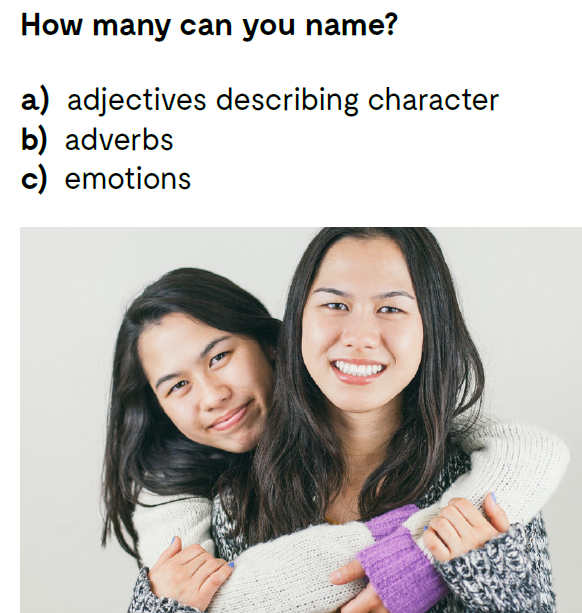 How many can you name?
a) adjectives describing character
b) adverbs
c) emotions